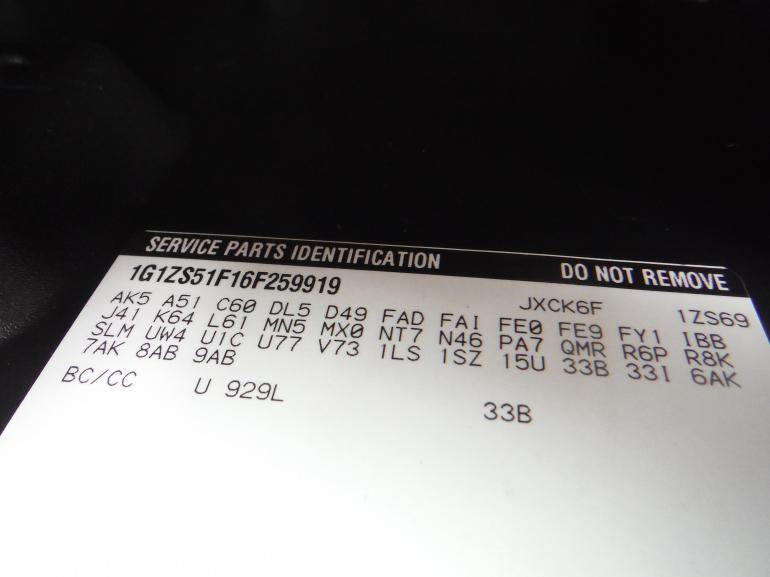 SERVICE PARTS IDENTIFICATION DO NOT REMOVE
1G1ZS51F16F259919 JXCK6F 1ZS69
AK5 A51 C60 DL5 D49 FAD FAI FE0 FE9 FY1 1BB
J41 K64 L61 MN5 MX0 NT7 N46 PA7 QMR R6P R8K
SLM UW4 U1C U77 V73 1LS 1SZ 15U 33B 33I 6AK
7AK 8AB 9AB
BC/CC U 929L 33B